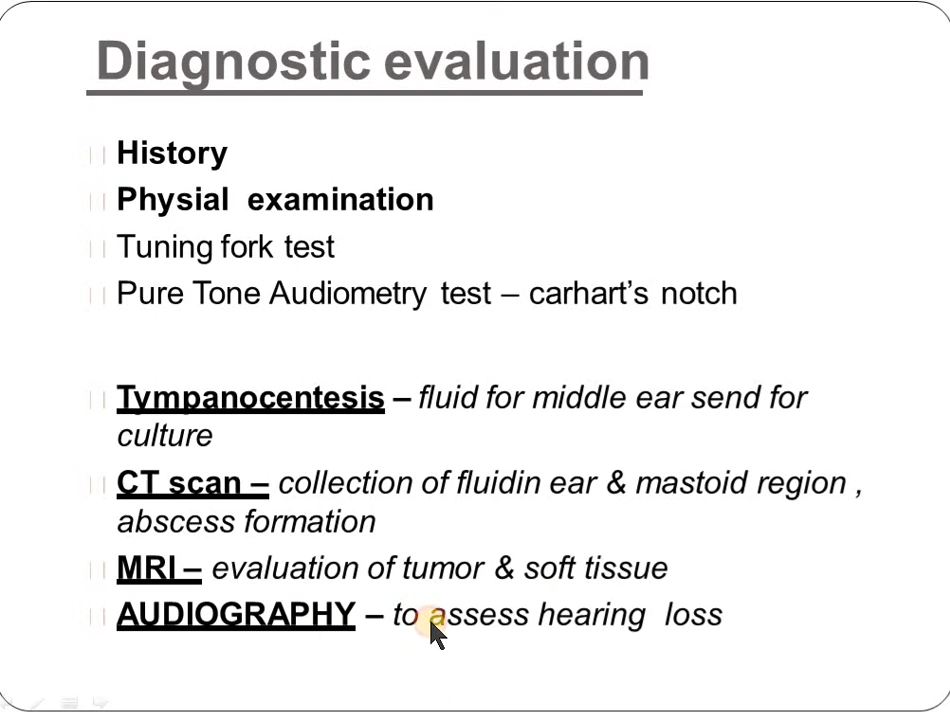 Diagnostic evaluation
History
Physial examination
Tuning fork test
Pure Tone Audiometry test – carhart’s notch
Tympanocentesis – fluid for middle ear send for
culture
CT scan – collection of fluidin ear & mastoid region ,
abscess formation
MRI – evaluation of tumor & soft tissue
AUDIOGRAPHY – to assess hearing loss